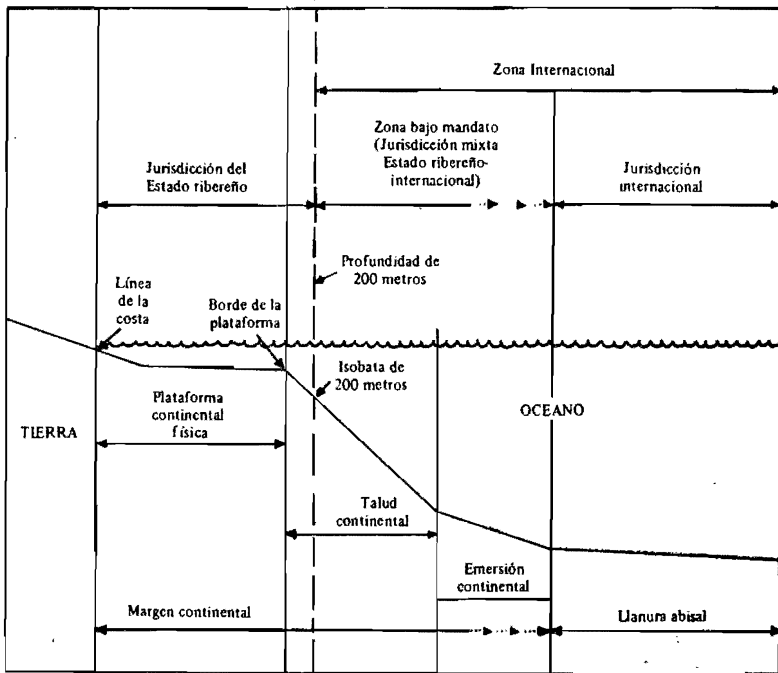 Zona Internacional
Zona bajo mandato
(Jurisdicción mixta
Estado ribereño-
internacional)
Jurisdicción del
Estado ribereño
Jurisdicción
internacional
Profundidad de
200 metros
Línea
de la
costa
Borde de la
plataforma
Isobata de
200 metros
Plataforma
continental
física
OCEANO
TIERRA
Talud
continental
Emersión
continental
Margen continental
Llanura abisal